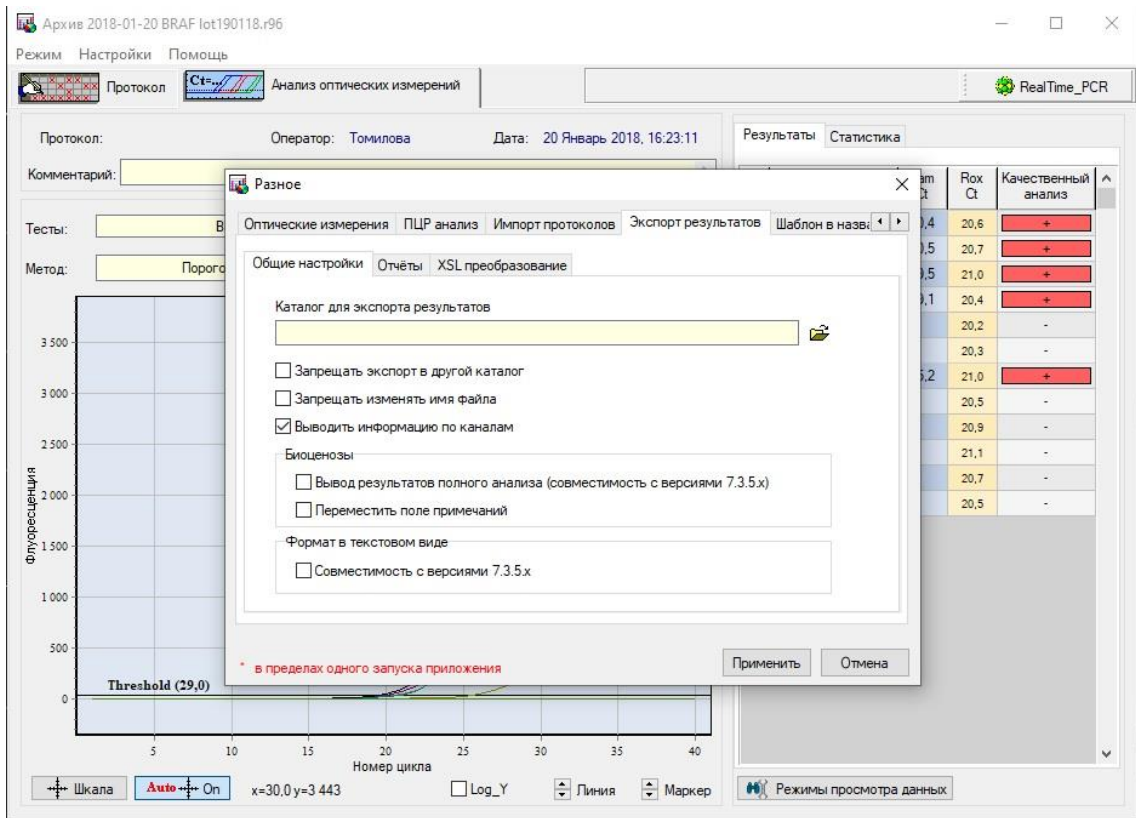 Архив 2018-01-20 BRAF lot190118.r96
Режим Настройки Помощь
Протокол
Ct=... Анализ оптических измерений
RealTime_PCR
Протокол: Оператор: Томилова Дата: 20 Январь 2018, 16:23:11
Комментарий:
Тесты:
Метод:
Результаты Статистика
Rox Ct Качественный анализ
20,6 +
20,7 +
21,0 +
20,4 +
20,2 -
20,3 -
21,0 +
20,5 -
20,9 -
21,1 -
20,7 -
20,5 -
Разное
Оптические измерения ПЦР анализ Импорт протоколов Экспорт результатов Шаблон в
Общие настройки Отчёты XSL преобразование
Каталог для экспорта результатов
Запрещать экспорт в другой каталог
Запрещать изменять имя файла
Выводить информацию по каналам
Биоценозы
Вывод результатов полного анализа (совместимость с версиями 7.3.5.x)
Переместить поле примечаний
Формат в текстовом виде
Совместимость с версиями 7.3.5.x
* в пределах одного запуска приложения
Применить Отмена
Флуоресценция
3 500
3 000
2 500
2 000
1 500
1 000
500
0
Threshold (29,0)
5 10 15 20 25 30 35 40
Номер цикла
Шкала Auto On x=30,0 y=3 443 Log_Y Линия Маркер
Режимы просмотра данных